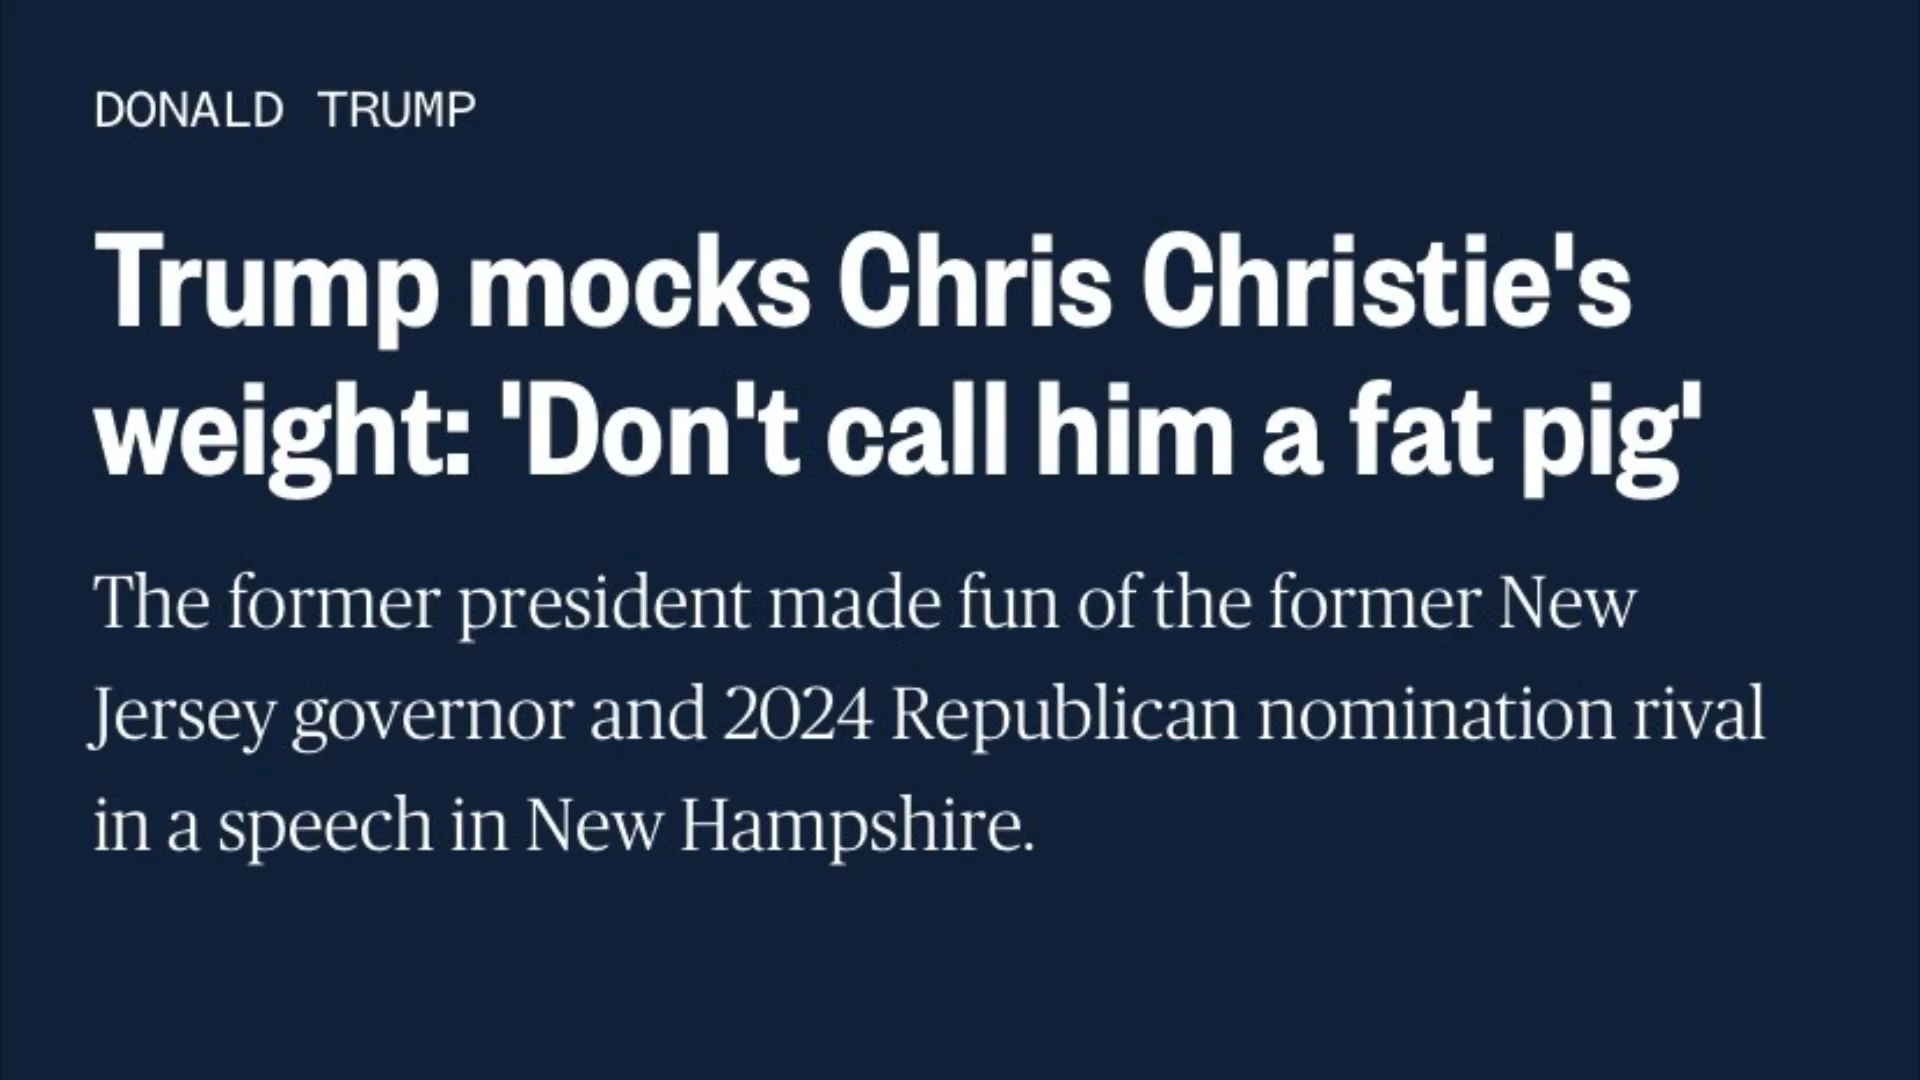 DONALD TRUMP
Trump mocks Chris Christie's
weight: 'Don't call him a fat pig'
The former president made fun of the former New
Jersey governor and 2024 Republican nomination rival
in a speech in New Hampshire.